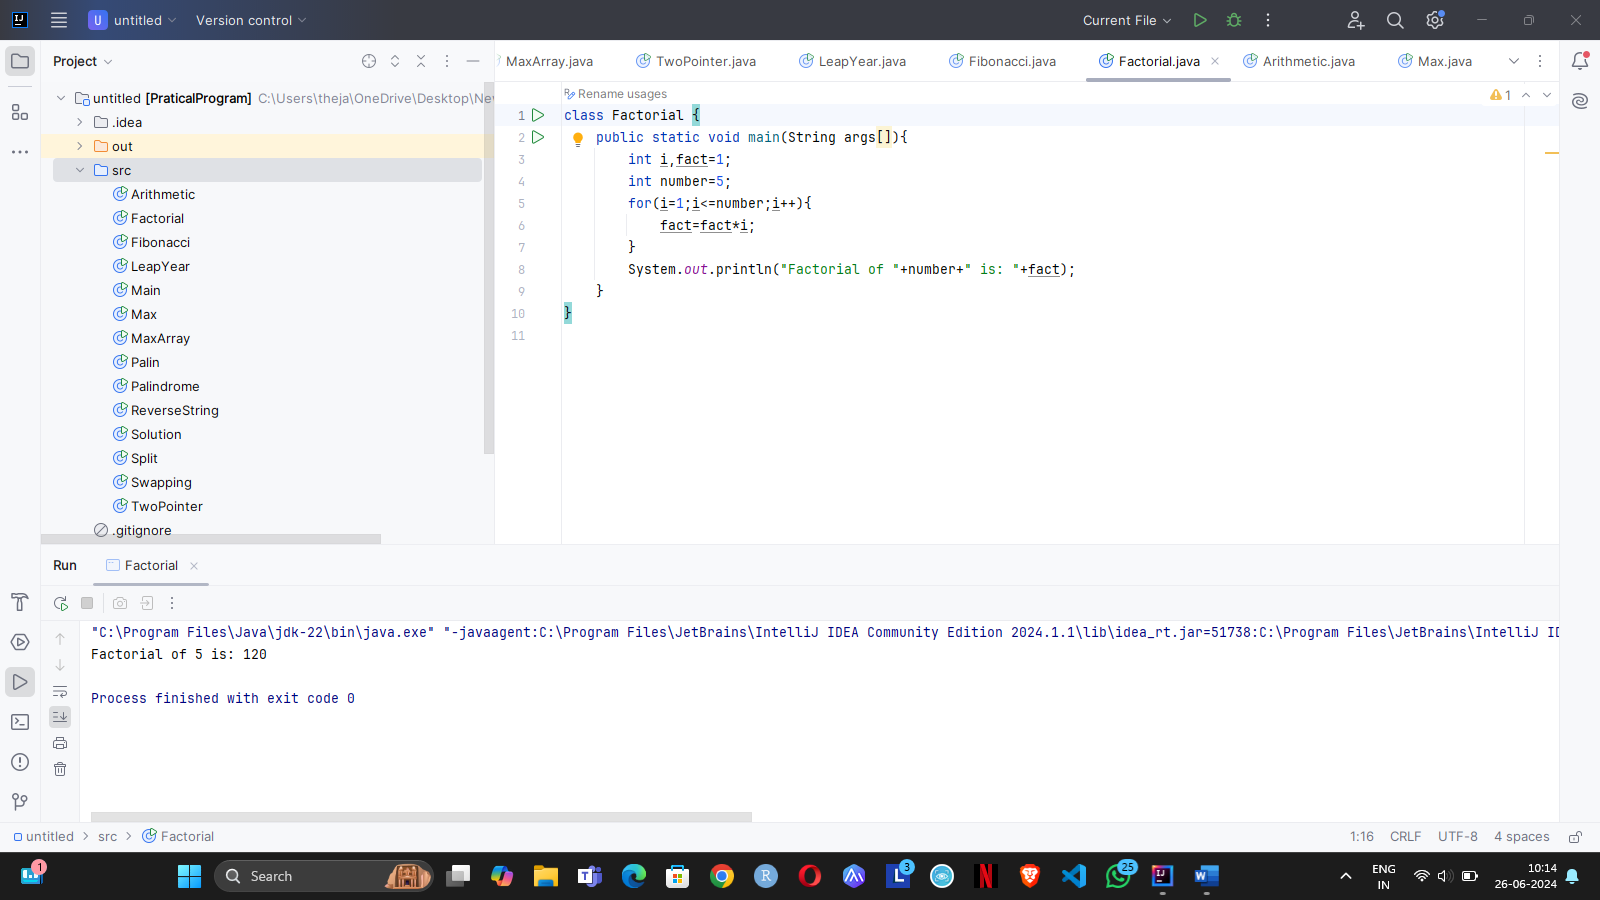 untitled Version control Current File
Project
MaxArray.java TwoPointer.java LeapYear.java Fibonacci.java Factorial.java Arithmetic.java Max.java
untitled [PraticalProgram] C:\Users\theja\OneDrive\Desktop\Ne
.idea
out
src
Arithmetic
Factorial
Fibonacci
LeapYear
Main
Max
MaxArray
Palin
Palindrome
ReverseString
Solution
Split
Swapping
TwoPointer
.gitignore
Rename usages 1
1 class Factorial {
2 public static void main(String args[]){
3 int i,fact=1;
4 int number=5;
5 for(i=1;i<=number;i++){
6 fact=fact*i;
7 }
8 System.out.println("Factorial of "+number+" is: "+fact);
9 }
10 }
11
Run Factorial
"C:\Program Files\Java\jdk-22\bin\java.exe" "-javaagent:C:\Program Files\JetBrains\IntelliJ IDEA Community Edition 2024.1.1\lib\idea_rt.jar=51738:C:\Program Files\JetBrains\IntelliJ ID
Factorial of 5 is: 120
Process finished with exit code 0
untitled > src > Factorial 1:16 CRLF UTF-8 4 spaces
1 Search 3 25 ENG 10:14
IN 26-06-2024